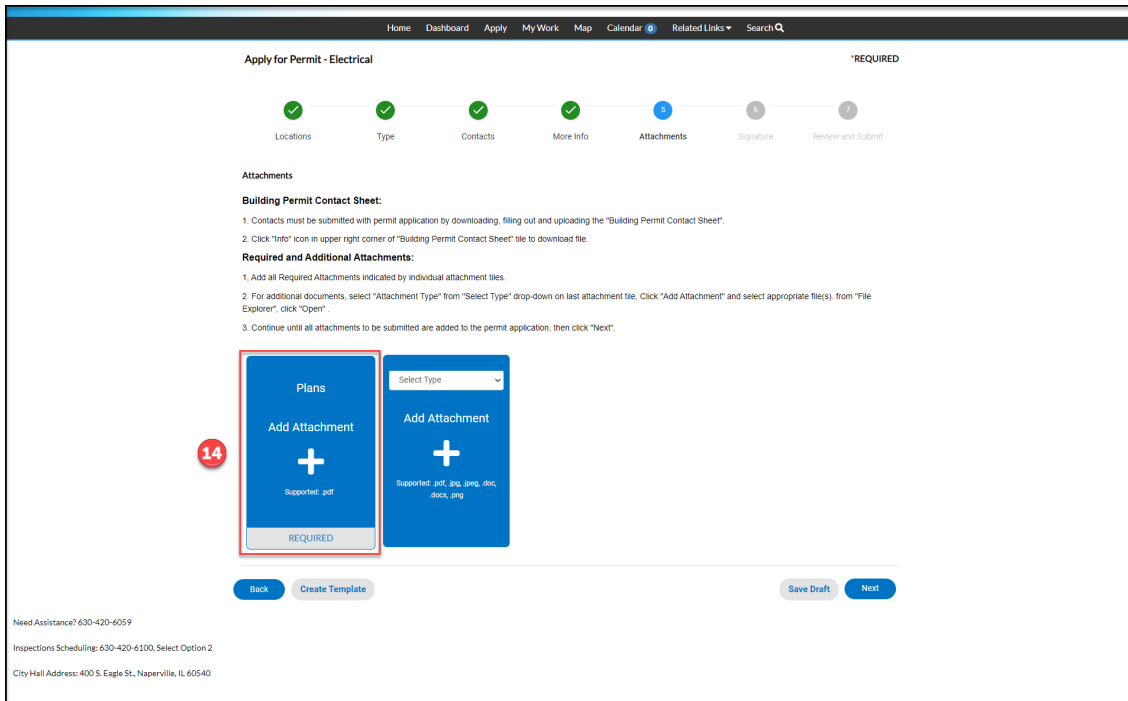 Home Dashboard Apply My Work Map Calendar 0 Related Links Search
Apply for Permit - Electrical
*REQUIRED
5 6 7
Locations Type Contacts More Info Attachments Signature Review and Submit
Attachments
Building Permit Contact Sheet:
1. Contacts must be submitted with permit application by downloading, filling out and uploading the "Building Permit Contact Sheet".
2. Click "Info" icon in upper right corner of "Building Permit Contact Sheet" tile to download file.
Required and Additional Attachments:
1, Add all Required Attachments indicated by individual attachment tiles.
2. For additional documents, select "Attachment Type" from "Select Type" drop-down on last attachment tile, Click "Add Attachment" and select appropriate file(s). from "File
Explorer", click "Open" .
3. Continue until all attachments to be submitted are added to the permit application, then click "Next".
14
Plans
Add Attachment
Supported: .pdf
REQUIRED
Select Type
Add Attachment
Supported: .pdf, .jpg, .jpeg, .doc,
.docx, .png
Back Create Template Save Draft Next
Need Assistance? 630-420-6059
Inspections Scheduling: 630-420-6100, Select Option 2
City Hall Address: 400 S. Eagle St., Naperville, IL 60540